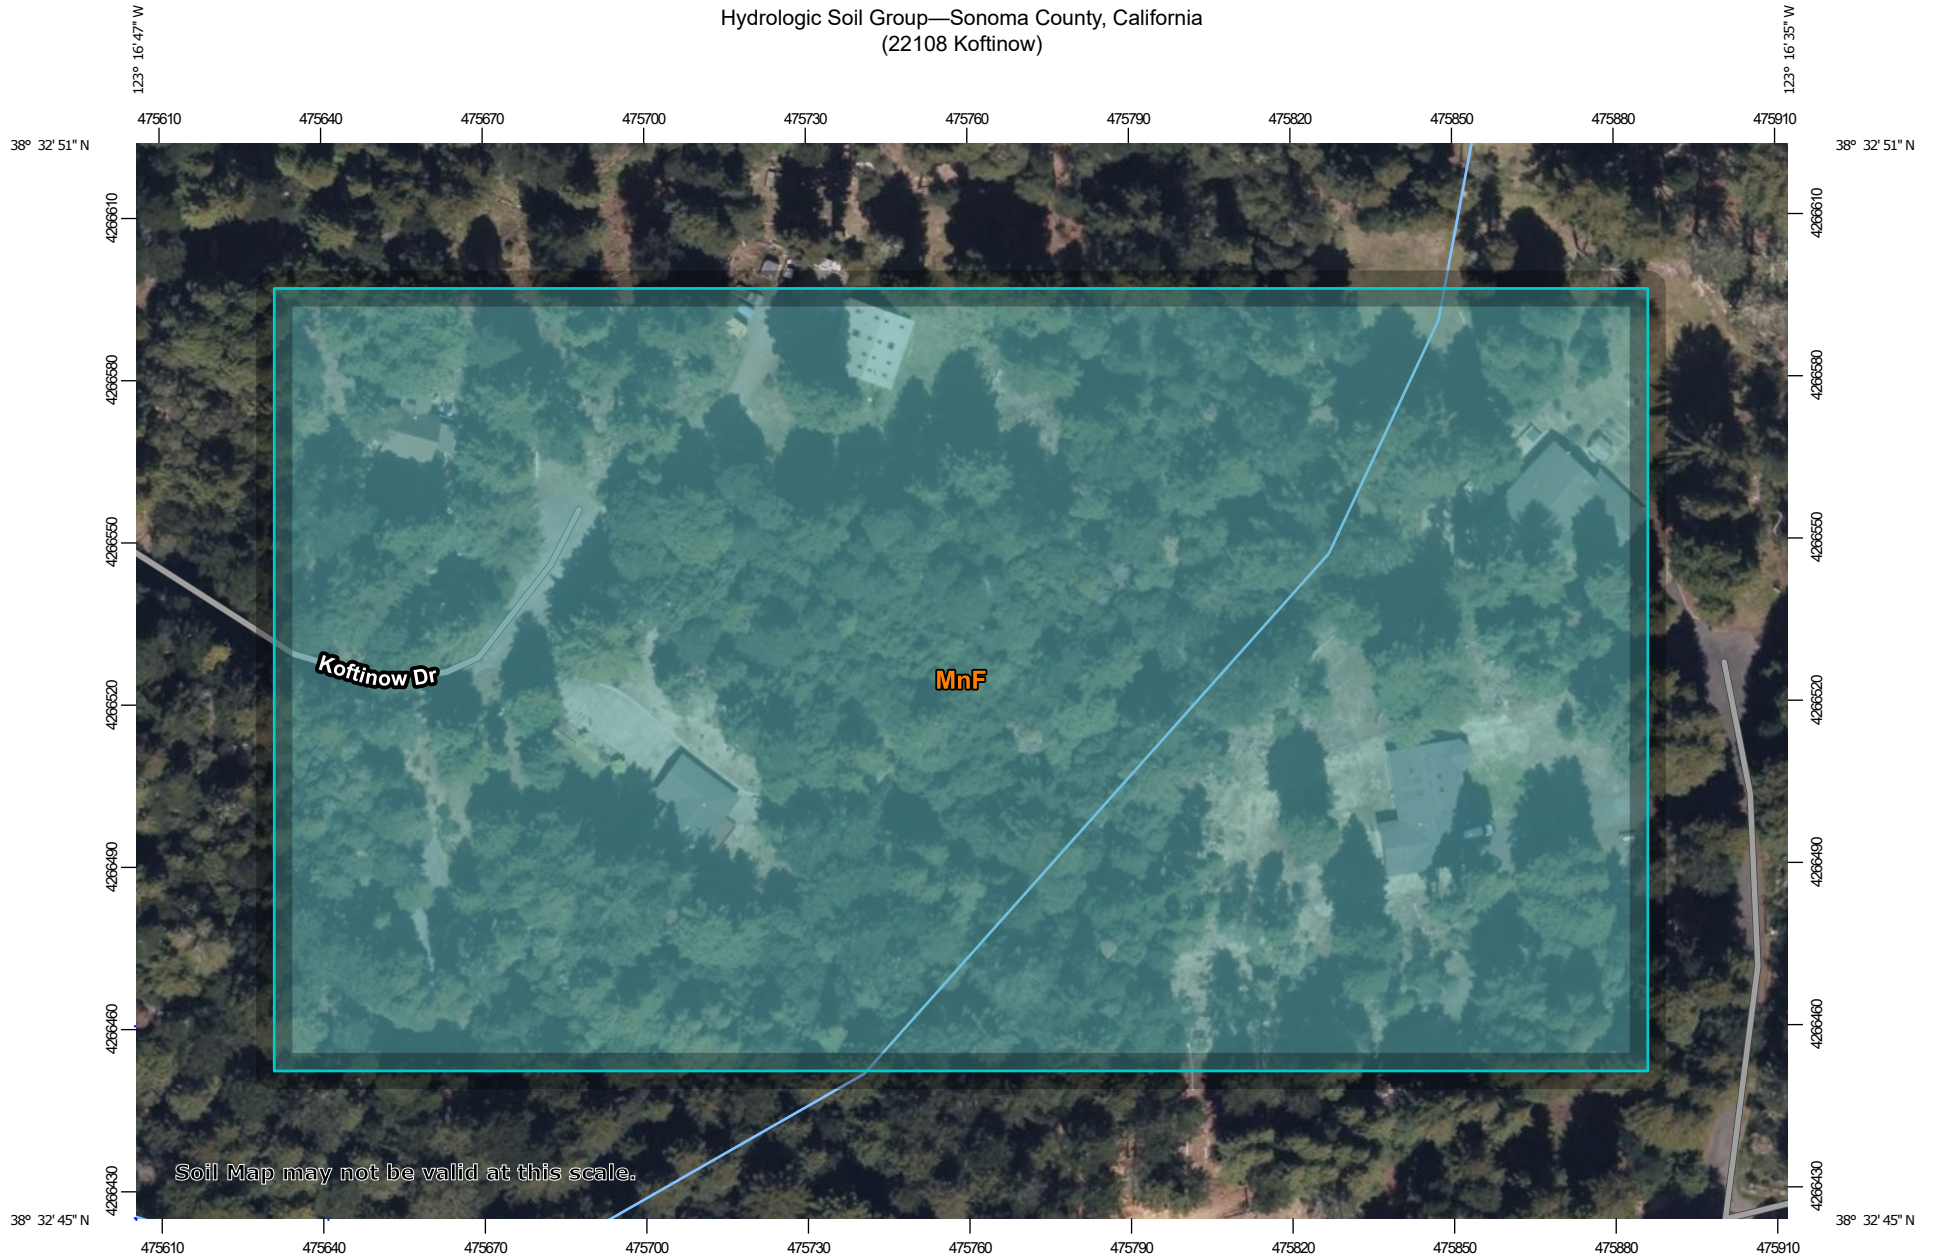 Hydrologic Soil Group—Sonoma County, California
(22108 Koftinow)
123° 16' 47" W
123° 16' 35" W
475610 475640 475670 475700 475730 475760 475790 475820 475850 475880 475910
38° 32' 51" N
38° 32' 51" N
4266610
4266610
4266580
4266580
4266550
4266550
Koftinow Dr
MnF
4266520
4266520
4266490
4266490
4266460
4266460
Soil Map may not be valid at this scale.
4266430
4266430
38° 32' 45" N
38° 32' 45" N
475610 475640 475670 475700 475730 475760 475790 475820 475850 475880 475910